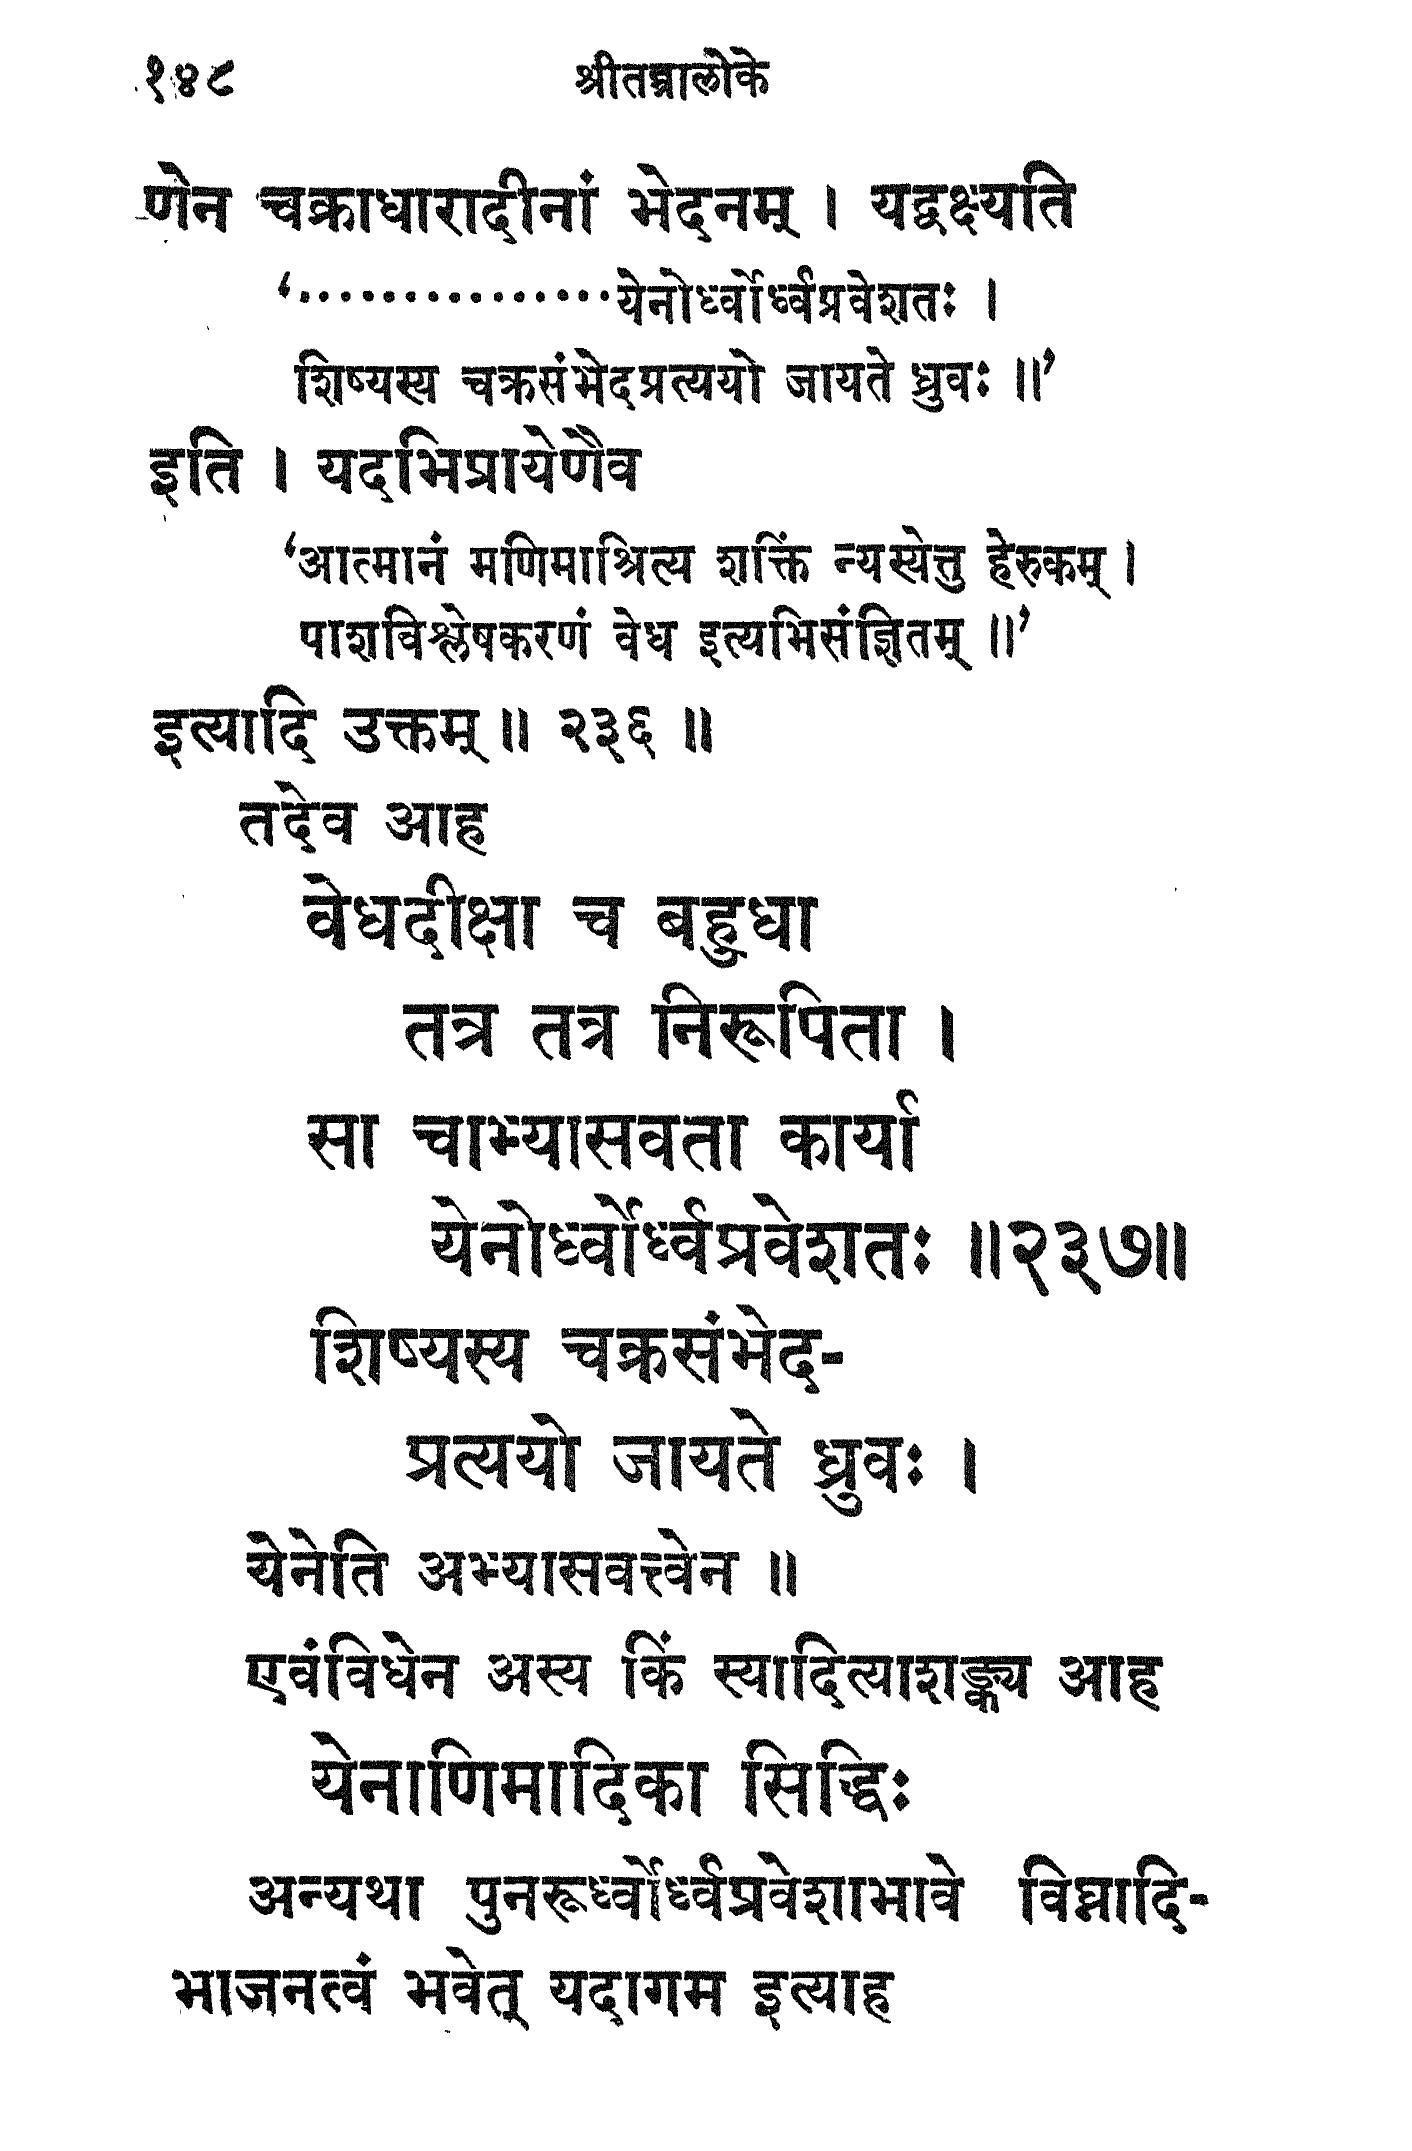 १४८ श्रीतन्त्रालोके
णेन चक्राधारादीनां भेदनम् । यद्वक्ष्यति
‘...............येनोर्ध्वोर्ध्वप्रवेशतः ।
शिष्यस्य चक्रसंभेदप्रत्ययो जायते ध्रुवः ॥’
इति । यदभिप्रायेणैव
‘आत्मानं मणिमाश्रित्य शक्तिं न्यस्येत्तु हेरुकम् ।
पाशविश्लेषकरणं वेध इत्यभिसंज्ञितम् ॥’
इत्यादि उक्तम् ॥ २३६ ॥
तदेव आह
वेधदीक्षा च बहुधा
तत्र तत्र निरूपिता ।
सा चाभ्यासवता कार्या
येनोर्ध्वोर्ध्वप्रवेशतः ॥२३७॥
शिष्यस्य चक्रसंभेद-
प्रत्ययो जायते ध्रुवः ।
येनेति अभ्यासवत्त्वेन ॥
एवंविधेन अस्य किं स्यादित्याशङ्क्य आह
येनाणिमादिका सिद्धिः
अन्यथा पुनरूर्ध्वोर्ध्वप्रवेशाभावे विघ्नादि-
भाजनत्वं भवेत् यदागम इत्याह